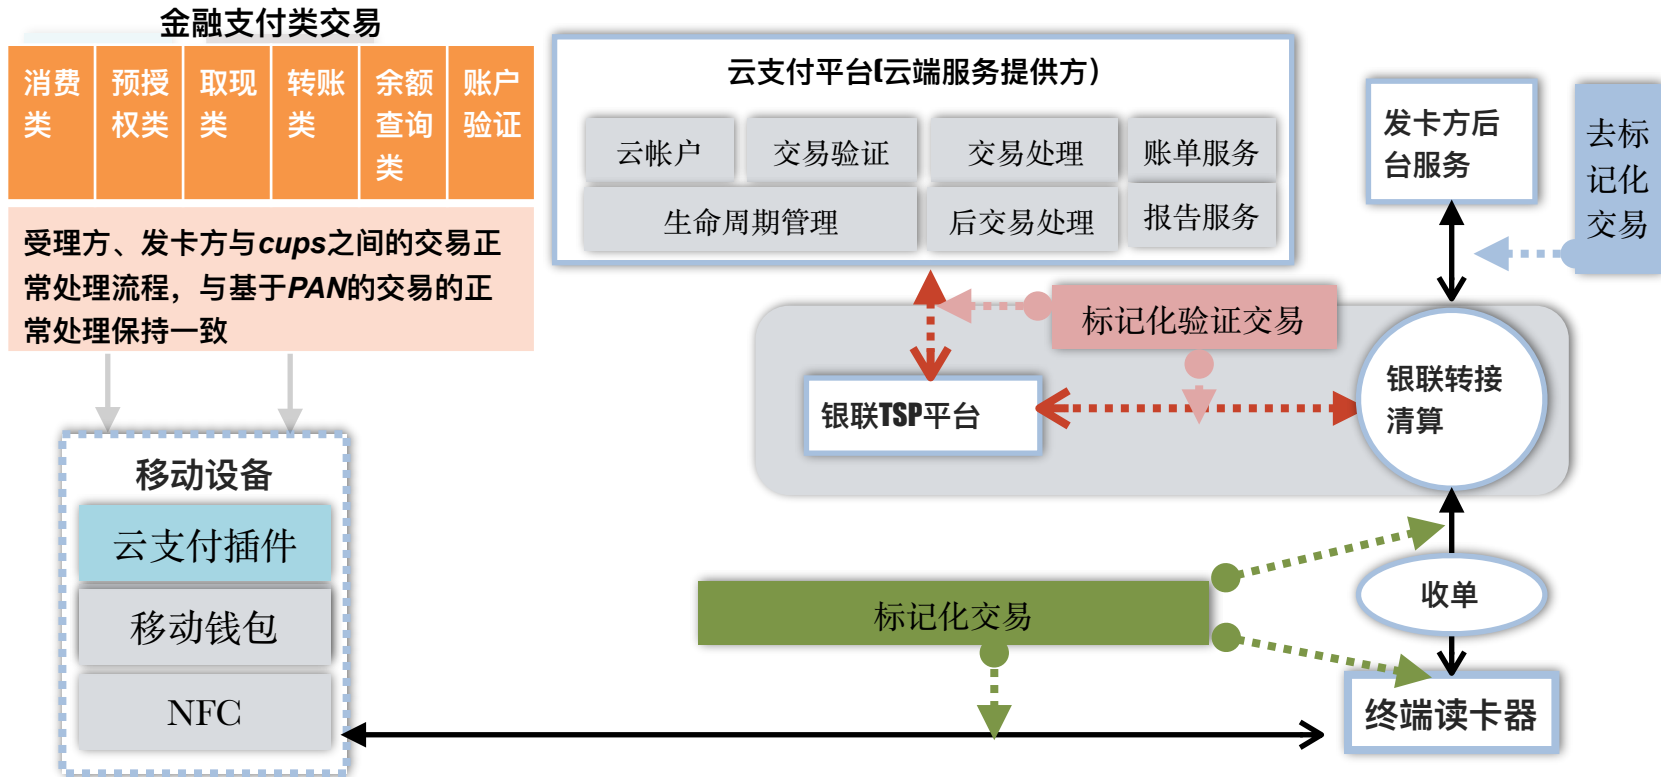 金融支付类交易
消费
类
预授
权类
取现
类
转账
类
余额
查询
类
账户
验证
受理方、发卡方与cups之间的交易正
常处理流程，与基于PAN的交易的正
常处理保持一致
移动设备
云支付插件
移动钱包
NFC
云支付平台(云端服务提供方）
云帐户
交易验证
交易处理
账单服务
生命周期管理
后交易处理
报告服务
发卡方后
台服务
去标
记化
交易
标记化验证交易
银联TSP平台
银联转接
清算
标记化交易
收单
终端读卡器